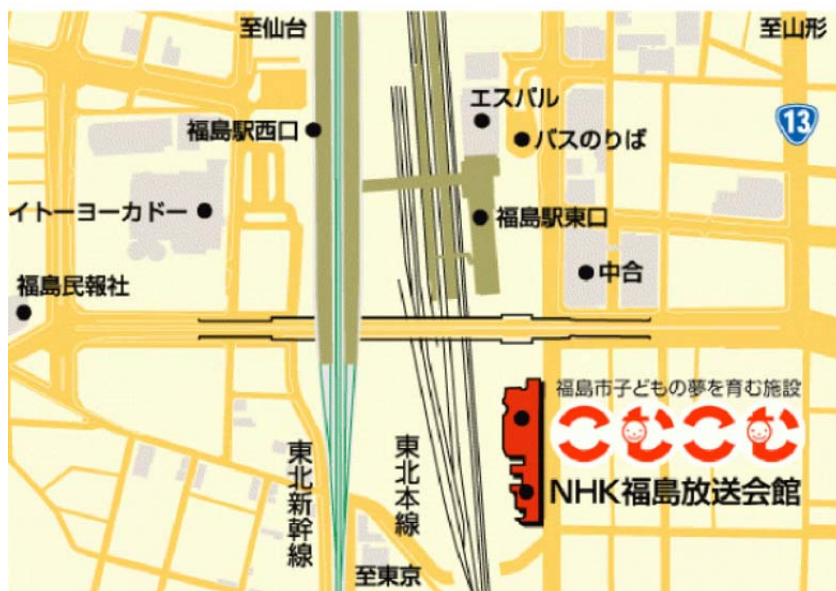 至仙台
至山形
13
エスパル
福島駅西口
バスのりば
イトーヨーカドー
福島駅東口
中合
福島民報社
福島市子どもの夢を育む施設
こむこむ
NHK福島放送会館
東北新幹線
東北本線
至東京